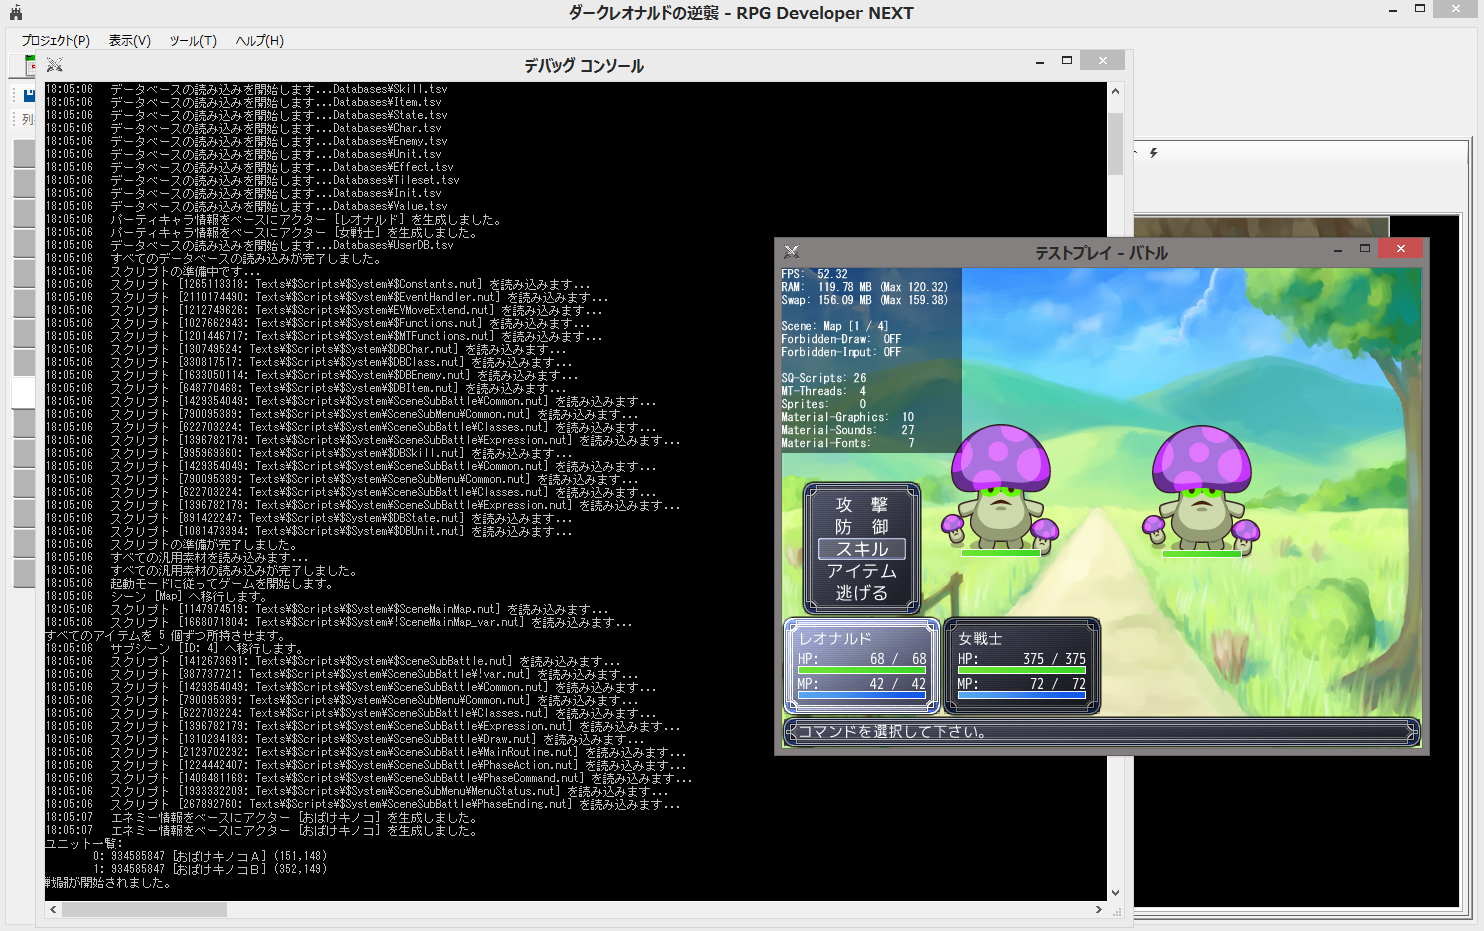 ダークレオナルドの逆襲 - RPG Developer NEXT
プロジェクト(P) 表示(V) ツール(T) ヘルプ(H)
デバッグ コンソール
18:05:06 データベースの読み込みを開始します...Databases¥Skill.tsv
18:05:06 データベースの読み込みを開始します...Databases¥Item.tsv
18:05:06 データベースの読み込みを開始します...Databases¥State.tsv
18:05:06 データベースの読み込みを開始します...Databases¥Char.tsv
18:05:06 データベースの読み込みを開始します...Databases¥Enemy.tsv
18:05:06 データベースの読み込みを開始します...Databases¥Unit.tsv
18:05:06 データベースの読み込みを開始します...Databases¥Effect.tsv
18:05:06 データベースの読み込みを開始します...Databases¥Tileset.tsv
18:05:06 データベースの読み込みを開始します...Databases¥Init.tsv
18:05:06 データベースの読み込みを開始します...Databases¥Value.tsv
18:05:06 パーティキャラ情報をベースにアクター [レオナルド] を生成しました。
18:05:06 パーティキャラ情報をベースにアクター [女戦士] を生成しました。
18:05:06 データベースの読み込みを開始します...Databases¥UserDB.tsv
18:05:06 すべてのデータベースの読み込みが完了しました。
18:05:06 スクリプトの準備中です...
18:05:06 スクリプト [1265113318: Texts¥$Scripts¥$System¥$Constants.nut] を読み込みます...
18:05:06 スクリプト [2110174490: Texts¥$Scripts¥$System¥$EventHandler.nut] を読み込みます...
18:05:06 スクリプト [1212749626: Texts¥$Scripts¥$System¥EVMoveExtend.nut] を読み込みます...
18:05:06 スクリプト [1027662943: Texts¥$Scripts¥$System¥$Functions.nut] を読み込みます...
18:05:06 スクリプト [1201446717: Texts¥$Scripts¥$System¥$MTFunctions.nut] を読み込みます...
18:05:06 スクリプト [130749524: Texts¥$Scripts¥$System¥$DBChar.nut] を読み込みます...
18:05:06 スクリプト [330817517: Texts¥$Scripts¥$System¥$DBClass.nut] を読み込みます...
18:05:06 スクリプト [1633050114: Texts¥$Scripts¥$System¥$DBEnemy.nut] を読み込みます...
18:05:06 スクリプト [648770468: Texts¥$Scripts¥$System¥$DBItem.nut] を読み込みます...
18:05:06 スクリプト [1429354049: Texts¥$Scripts¥$System¥SceneSubBattle¥Common.nut] を読み込みます...
18:05:06 スクリプト [790095389: Texts¥$Scripts¥$System¥SceneSubMenu¥Common.nut] を読み込みます...
18:05:06 スクリプト [622703224: Texts¥$Scripts¥$System¥SceneSubBattle¥Classes.nut] を読み込みます...
18:05:06 スクリプト [1396782179: Texts¥$Scripts¥$System¥SceneSubBattle¥Expression.nut] を読み込みます...
18:05:06 スクリプト [995969360: Texts¥$Scripts¥$System¥$DBSkill.nut] を読み込みます...
18:05:06 スクリプト [1429354049: Texts¥$Scripts¥$System¥SceneSubBattle¥Common.nut] を読み込みます...
18:05:06 スクリプト [790095389: Texts¥$Scripts¥$System¥SceneSubMenu¥Common.nut] を読み込みます...
18:05:06 スクリプト [622703224: Texts¥$Scripts¥$System¥SceneSubBattle¥Classes.nut] を読み込みます...
18:05:06 スクリプト [1396782179: Texts¥$Scripts¥$System¥SceneSubBattle¥Expression.nut] を読み込みます...
18:05:06 スクリプト [891422247: Texts¥$Scripts¥$System¥$DBState.nut] を読み込みます...
18:05:06 スクリプト [1081479394: Texts¥$Scripts¥$System¥$DBUnit.nut] を読み込みます...
18:05:06 スクリプトの準備が完了しました。
18:05:06 すべての汎用素材を読み込みます...
18:05:06 すべての汎用素材の読み込みが完了しました。
18:05:06 起動モードに従ってゲームを開始します。
18:05:06 シーン [Map] へ移行します。
18:05:06 スクリプト [1147974519: Texts¥$Scripts¥$System¥$SceneMainMap.nut] を読み込みます...
18:05:06 スクリプト [1668071804: Texts¥$Scripts¥$System¥!SceneMainMap_var.nut] を読み込みます...
すべてのアイテムを 5 個ずつ所持させます。
18:05:06 サブシーン [ID: 4] へ移行します。
18:05:06 スクリプト [1412673691: Texts¥$Scripts¥$System¥$SceneSubBattle.nut] を読み込みます...
18:05:06 スクリプト [387737721: Texts¥$Scripts¥$System¥SceneSubBattle¥!var.nut] を読み込みます...
18:05:06 スクリプト [1429354049: Texts¥$Scripts¥$System¥SceneSubBattle¥Common.nut] を読み込みます...
18:05:06 スクリプト [790095389: Texts¥$Scripts¥$System¥SceneSubMenu¥Common.nut] を読み込みます...
18:05:06 スクリプト [622703224: Texts¥$Scripts¥$System¥SceneSubBattle¥Classes.nut] を読み込みます...
18:05:06 スクリプト [1396782179: Texts¥$Scripts¥$System¥SceneSubBattle¥Expression.nut] を読み込みます...
18:05:06 スクリプト [1310234183: Texts¥$Scripts¥$System¥SceneSubBattle¥Draw.nut] を読み込みます...
18:05:06 スクリプト [2129702292: Texts¥$Scripts¥$System¥SceneSubBattle¥MainRoutine.nut] を読み込みます...
18:05:06 スクリプト [1224442407: Texts¥$Scripts¥$System¥SceneSubBattle¥PhaseAction.nut] を読み込みます...
18:05:06 スクリプト [1408481168: Texts¥$Scripts¥$System¥SceneSubBattle¥PhaseCommand.nut] を読み込みます...
18:05:06 スクリプト [1933332209: Texts¥$Scripts¥$System¥SceneSubMenu¥MenuStatus.nut] を読み込みます...
18:05:06 スクリプト [267892760: Texts¥$Scripts¥$System¥SceneSubBattle¥PhaseEnding.nut] を読み込みます...
18:05:07 エネミー情報をベースにアクター [おばけキノコ] を生成しました。
18:05:07 エネミー情報をベースにアクター [おばけキノコ] を生成しました。
ユニット一覧:
0: 934585847 [おばけキノコＡ] (151,148)
1: 934585847 [おばけキノコＢ] (352,149)
戦闘が開始されました。
列
テストプレイ - バトル
FPS: 52.32
RAM: 119.78 MB (Max 120.32)
Swap: 156.09 MB (Max 159.38)
Scene: Map [1 / 4]
Forbidden-Draw: OFF
Forbidden-Input: OFF
SQ-Scripts: 26
MT-Threads: 4
Sprites: 0
Material-Graphics: 10
Material-Sounds: 27
Material-Fonts: 7
攻　撃
防　御
スキル
アイテム
逃げる
レオナルド
HP: 68 / 68
MP: 42 / 42
女戦士
HP: 375 / 375
MP: 72 / 72
コマンドを選択して下さい。